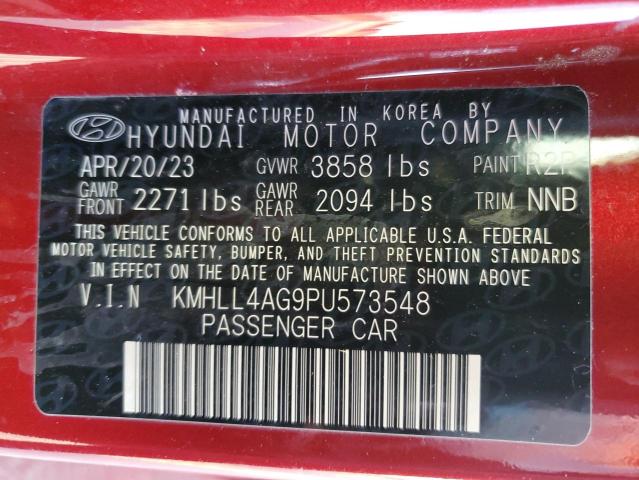 MANUFACTURED IN KOREA BY
HYUNDAI MOTOR COMPANY
APR/20/23 GVWR 3858 lbs PAINT R2P
GAWR FRONT 2271 lbs GAWR REAR 2094 lbs TRIM NNB
THIS VEHICLE CONFORMS TO ALL APPLICABLE U.S.A. FEDERAL
MOTOR VEHICLE SAFETY, BUMPER, AND THEFT PREVENTION STANDARDS
IN EFFECT ON THE DATE OF MANUFACTURE SHOWN ABOVE
V.I.N KMHLL4AG9PU573548
PASSENGER CAR